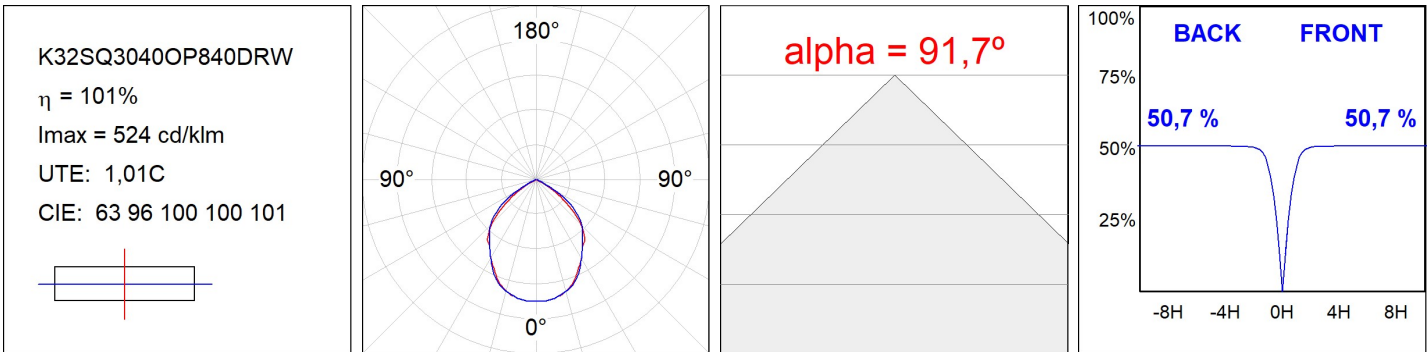 K32SQ3040OP840DRW
η = 101%
Imax = 524 cd/klm
UTE: 1,01C
CIE: 63 96 100 100 101
180°
90°
90°
0°
alpha = 91,7º
100%
BACK
FRONT
75%
50,7 %
50,7 %
50%
25%
-8H
-4H
0H
4H
8H